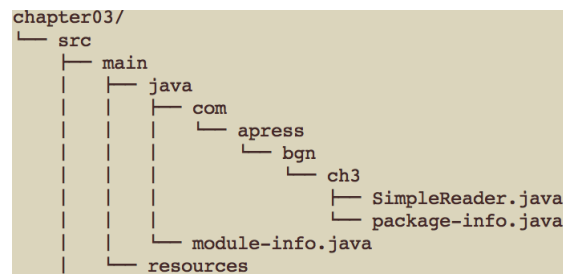 chapter03/
└── src
    ├── main
    │   ├── java
    │   │   ├── com
    │   │   │   └── apress
    │   │   │       └── bgn
    │   │   │           └── ch3
    │   │   │               ├── SimpleReader.java
    │   │   │               └── package-info.java
    │   │   └── module-info.java
    │   └── resources